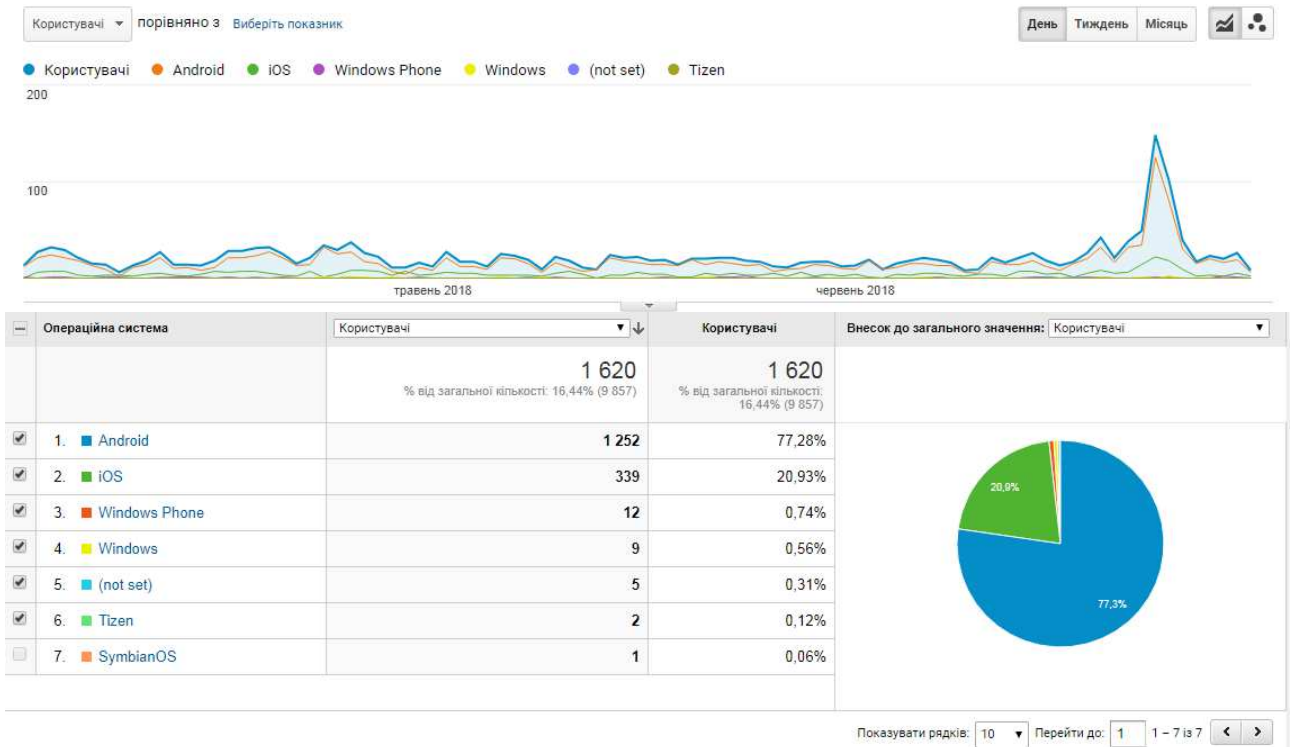 Користувачі ▼ порівняно з Виберіть показник День Тиждень Місяць
Користувачі Android iOS Windows Phone Windows (not set) Tizen
200
100
травень 2018 червень 2018
Операційна система Користувачі ▼ Користувачі Внесок до загального значення: Користувачі ▼
1 620 1 620
% від загальної кількості: 16,44% (9 857) % від загальної кількості:
16,44% (9 857)
1. Android 1 252 77,28%
2. iOS 339 20,93%
3. Windows Phone 12 0,74%
4. Windows 9 0,56%
5. (not set) 5 0,31%
6. Tizen 2 0,12%
7. SymbianOS 1 0,06%
20,9%
77,3%
Показувати рядків: 10 ▼ Перейти до: 1 1 – 7 із 7